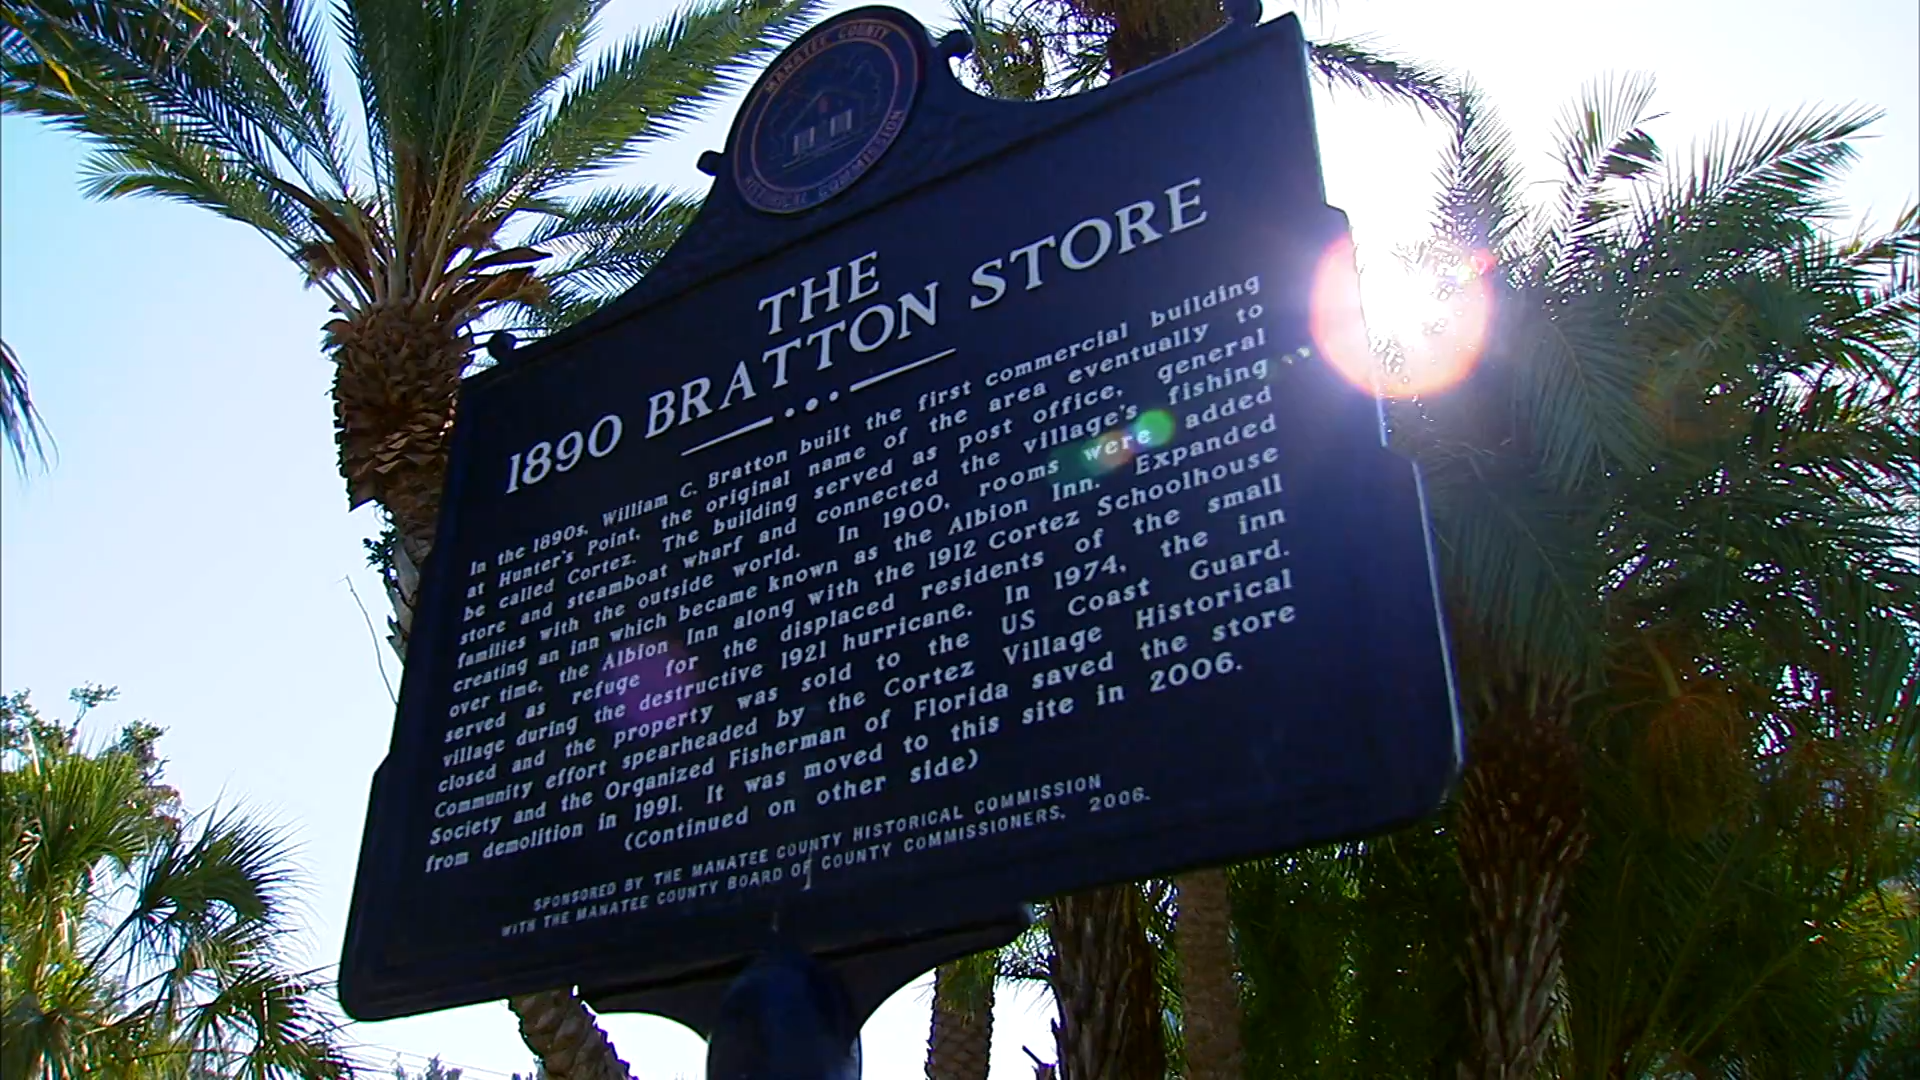 MANATEE COUNTY
HISTORICAL COMMISSION
THE
1890 BRATTON STORE
In the 1890s, William C. Bratton built the first commercial building
at Hunter's Point, the original name of the area eventually to
be called Cortez. The building served as post office, general
store and steamboat wharf and connected the village's fishing
families with the outside world. In 1900, rooms were added
creating an inn which became known as the Albion Inn. Expanded
over time, the Albion Inn along with the 1912 Cortez Schoolhouse
served as refuge for the displaced residents of the small
village during the destructive 1921 hurricane. In 1974, the inn
closed and the property was sold to the US Coast Guard.
Community effort spearheaded by the Cortez Village Historical
Society and the Organized Fisherman of Florida saved the store
from demolition in 1991. It was moved to this site in 2006.
(Continued on other side)
SPONSORED BY THE MANATEE COUNTY HISTORICAL COMMISSION
WITH THE MANATEE COUNTY BOARD OF COUNTY COMMISSIONERS, 2006.